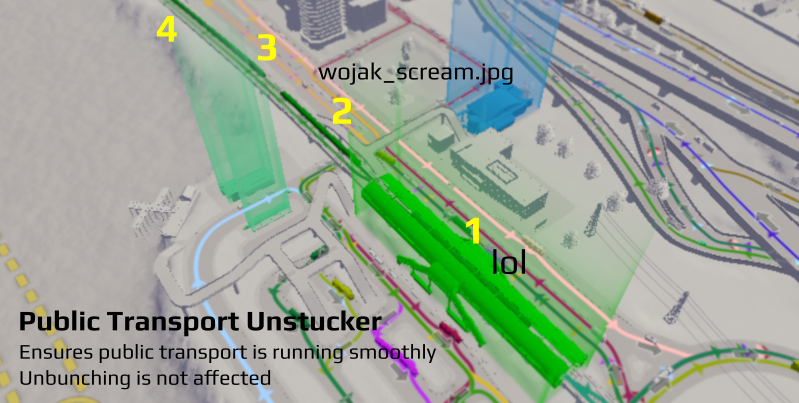 4
3
wojak_scream.jpg
2
1
lol
Public Transport Unstucker
Ensures public transport is running smoothly
Unbunching is not affected